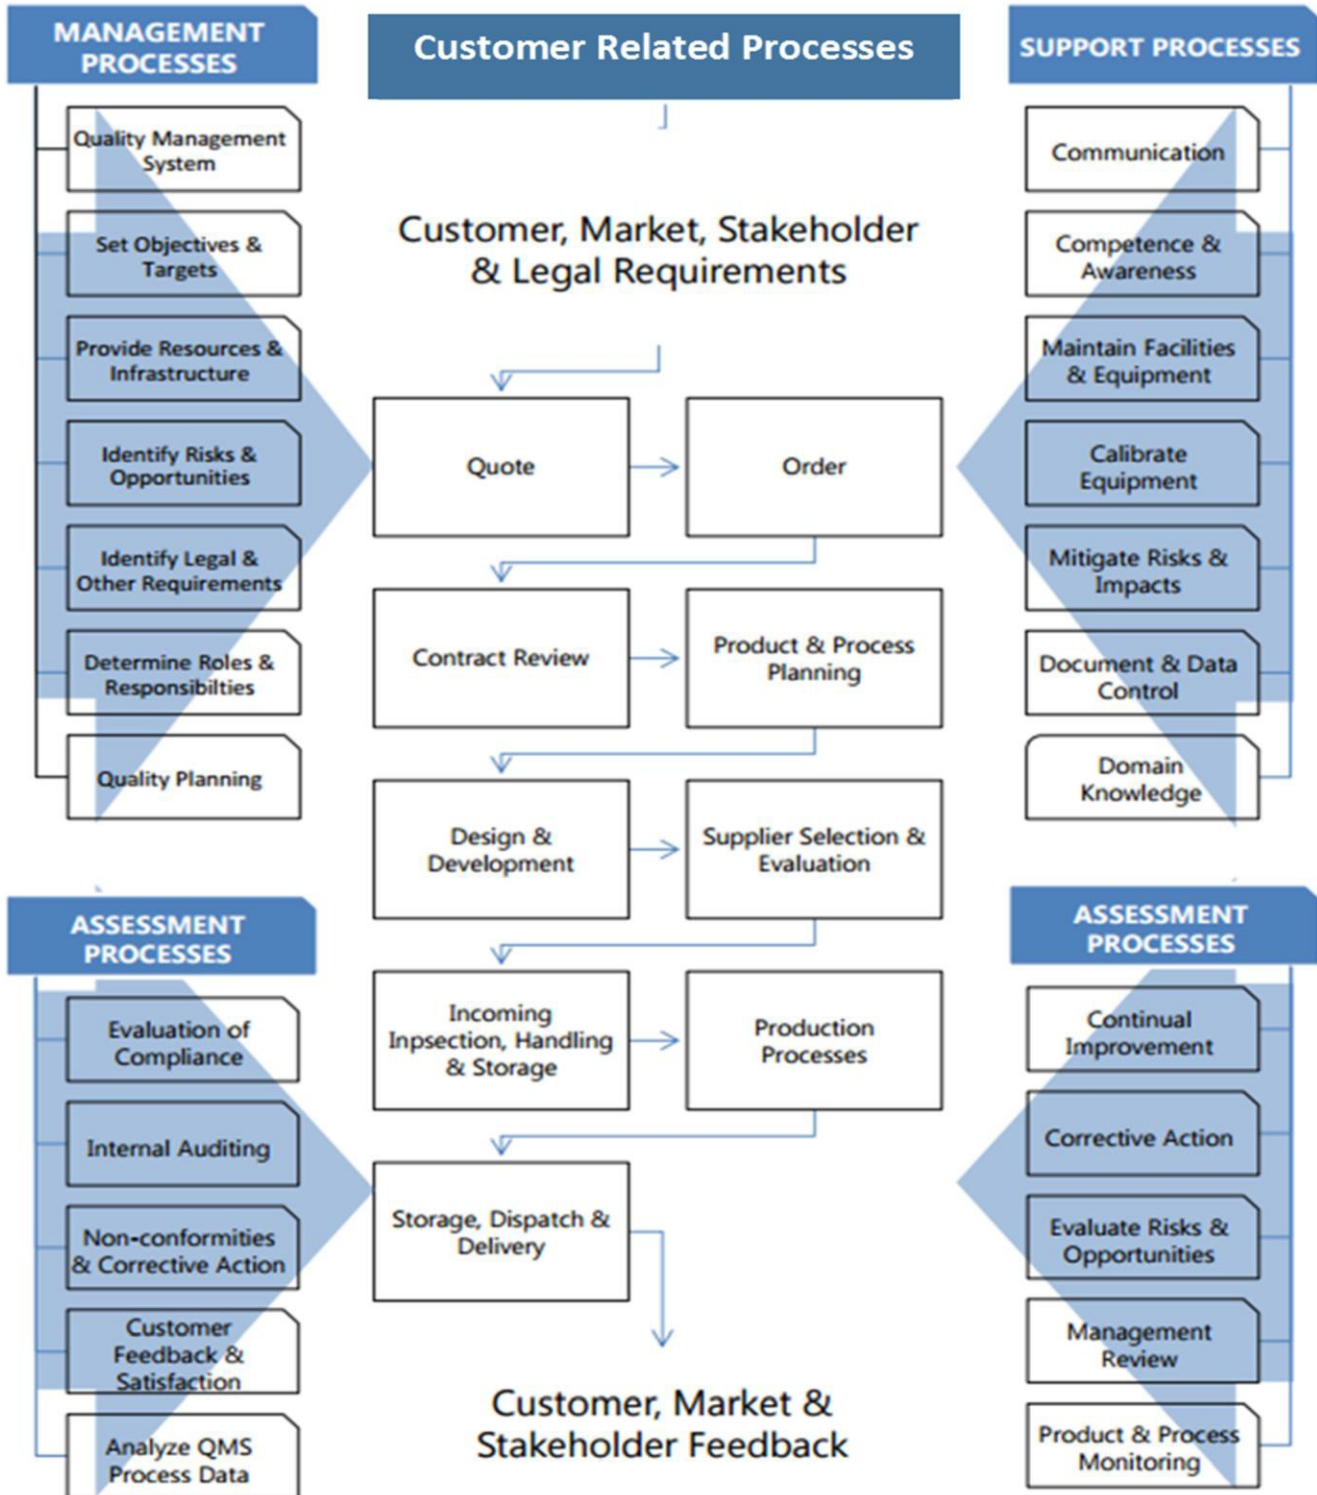 MANAGEMENT
PROCESSES
Quality Management
System
Set Objectives &
Targets
Provide Resources &
Infrastructure
Identify Risks &
Opportunities
Identify Legal &
Other Requirements
Determine Roles &
Responsibilties
Quality Planning
Customer Related Processes
Customer, Market, Stakeholder
& Legal Requirements
Quote
Order
Contract Review
Product & Process
Planning
Design &
Development
Supplier Selection &
Evaluation
Incoming
Inpsection, Handling
& Storage
Production
Processes
Storage, Dispatch &
Delivery
Customer, Market &
Stakeholder Feedback
SUPPORT PROCESSES
Communication
Competence &
Awareness
Maintain Facilities
& Equipment
Calibrate
Equipment
Mitigate Risks &
Impacts
Document & Data
Control
Domain
Knowledge
ASSESSMENT
PROCESSES
Evaluation of
Compliance
Internal Auditing
Non-conformities
& Corrective Action
Customer
Feedback &
Satisfaction
Analyze QMS
Process Data
ASSESSMENT
PROCESSES
Continual
Improvement
Corrective Action
Evaluate Risks &
Opportunities
Management
Review
Product & Process
Monitoring